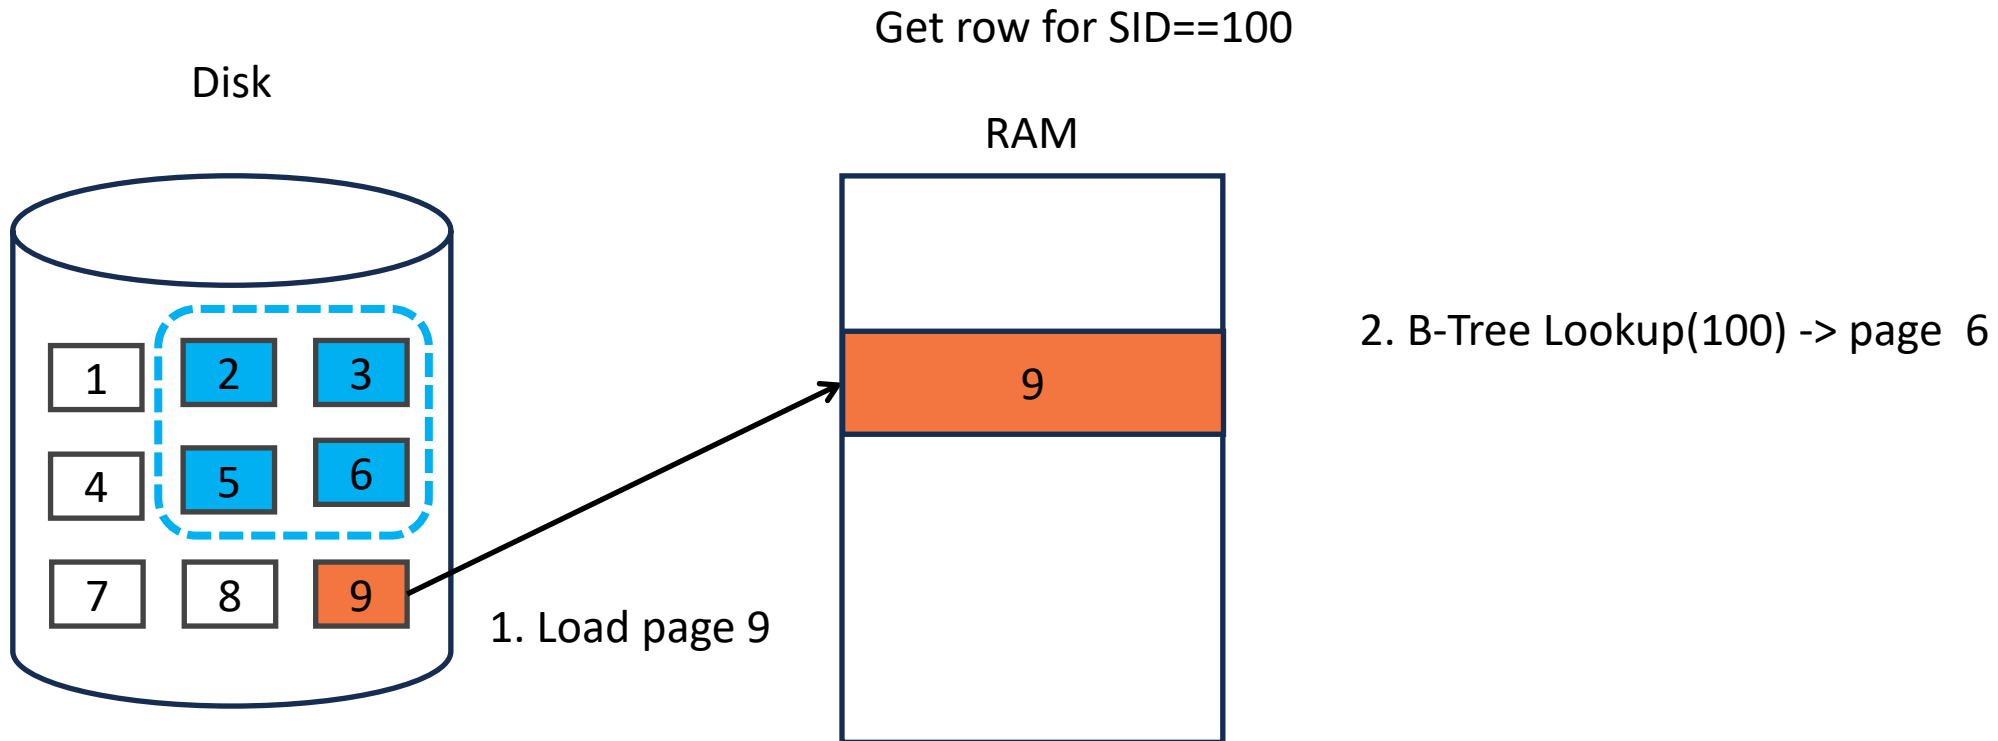 Get row for SID==100
Disk
RAM
1
2
3
4
5
6
7
8
9
9
1. Load page 9
2. B-Tree Lookup(100) -> page 6